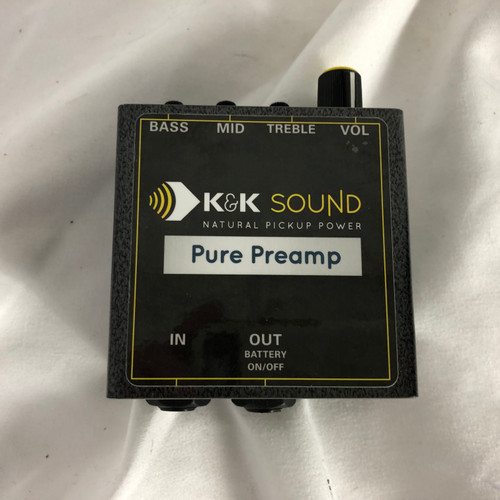 BASS MID TREBLE VOL
K&K SOUND
NATURAL PICKUP POWER
Pure Preamp
IN OUT
BATTERY
ON/OFF